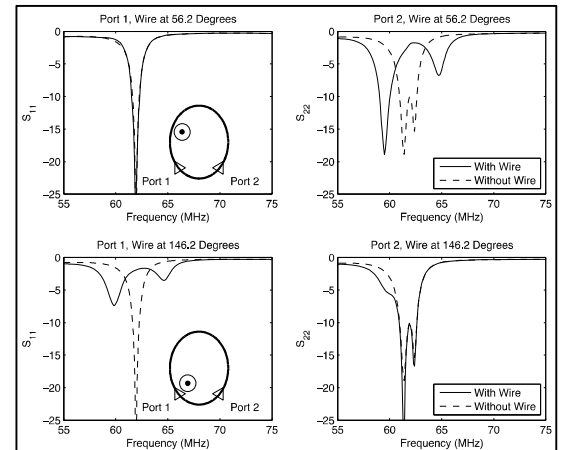 Port 1, Wire at 56.2 Degrees
0
−5
−10
−15
−20
−25
S11
55
60
65
70
75
Frequency (MHz)
Port 1
Port 2
Port 2, Wire at 56.2 Degrees
0
−5
−10
−15
−20
−25
S22
55
60
65
70
75
Frequency (MHz)
With Wire
Without Wire
Port 1, Wire at 146.2 Degrees
0
−5
−10
−15
−20
−25
S11
55
60
65
70
75
Frequency (MHz)
Port 1
Port 2
Port 2, Wire at 146.2 Degrees
0
−5
−10
−15
−20
−25
S22
55
60
65
70
75
Frequency (MHz)
With Wire
Without Wire